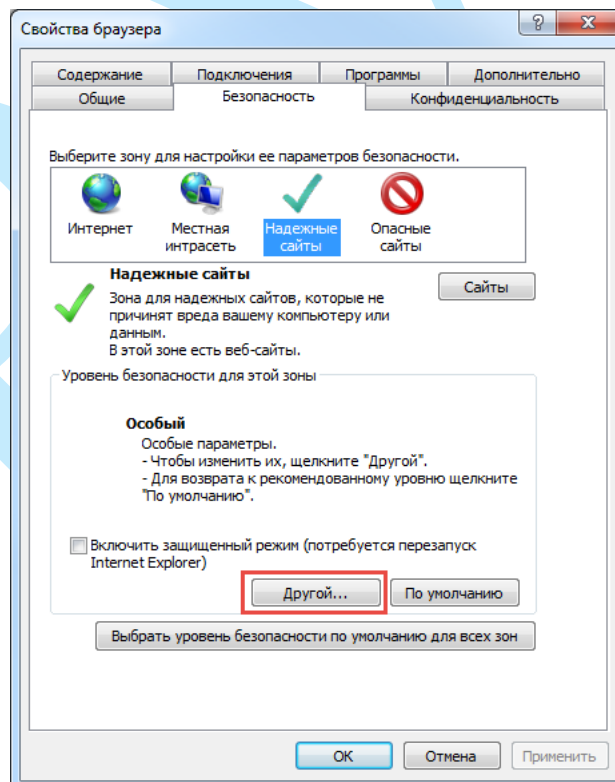 Свойства браузера
Содержание Подключения Программы Дополнительно
Общие Безопасность Конфиденциальность
Выберите зону для настройки ее параметров безопасности.
Интернет Местная интрасеть Надежные сайты Опасные сайты
Надежные сайты
Сайты
Зона для надежных сайтов, которые не
причинят вреда вашему компьютеру или
данным.
В этой зоне есть веб-сайты.
Уровень безопасности для этой зоны
Особый
Особые параметры.
- Чтобы изменить их, щелкните "Другой".
- Для возврата к рекомендованному уровню щелкните
"По умолчанию".
Включить защищенный режим (потребуется перезапуск
Internet Explorer)
Другой... По умолчанию
Выбрать уровень безопасности по умолчанию для всех зон
ОК Отмена Применить